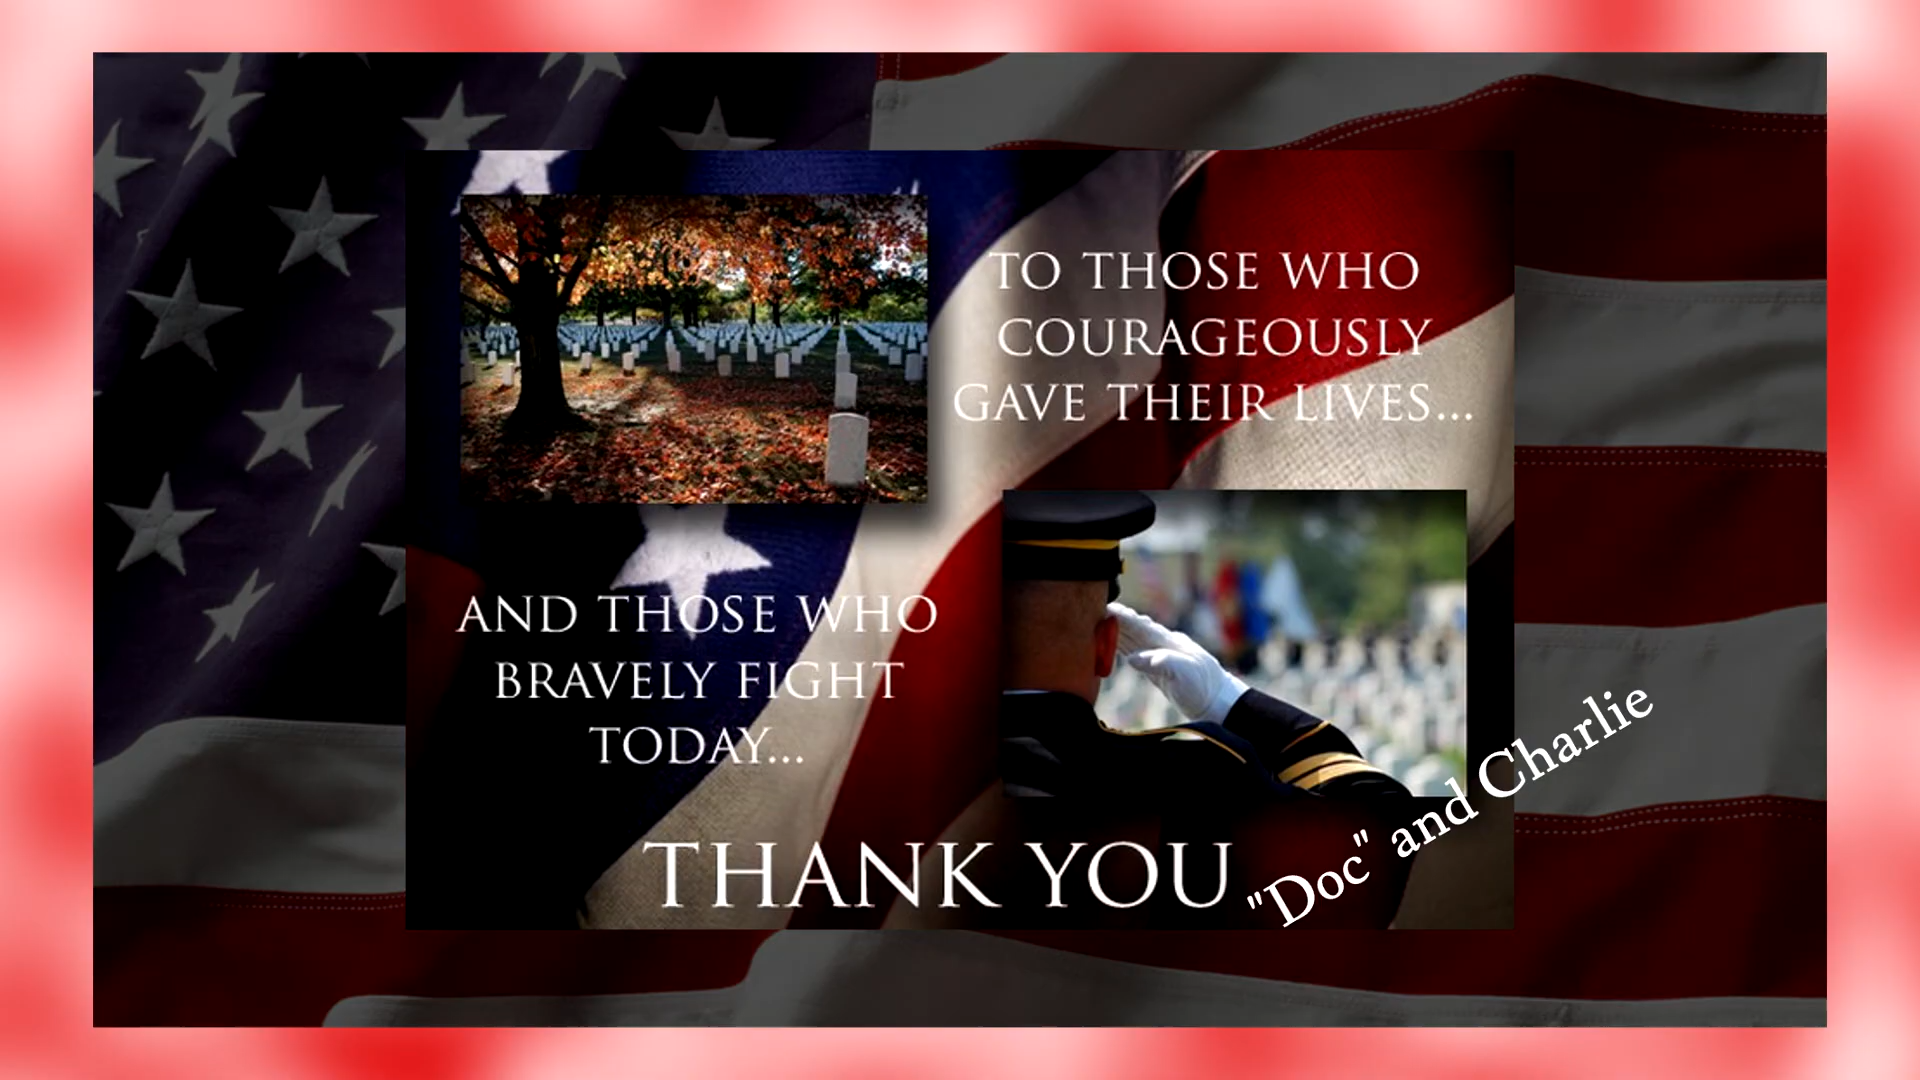 TO THOSE WHO
COURAGEOUSLY
GAVE THEIR LIVES...
AND THOSE WHO
BRAVELY FIGHT
TODAY...
THANK YOU
"Doc" and Charlie